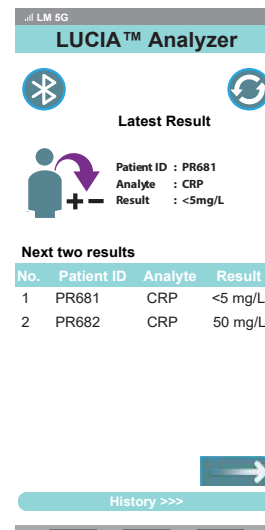 LM 5G
LUCIA™ Analyzer
Latest Result
Patient ID : PR681
Analyte : CRP
Result : <5mg/L
Next two results
No. Patient ID Analyte Result
1 PR681 CRP <5 mg/L
2 PR682 CRP 50 mg/L
History >>>